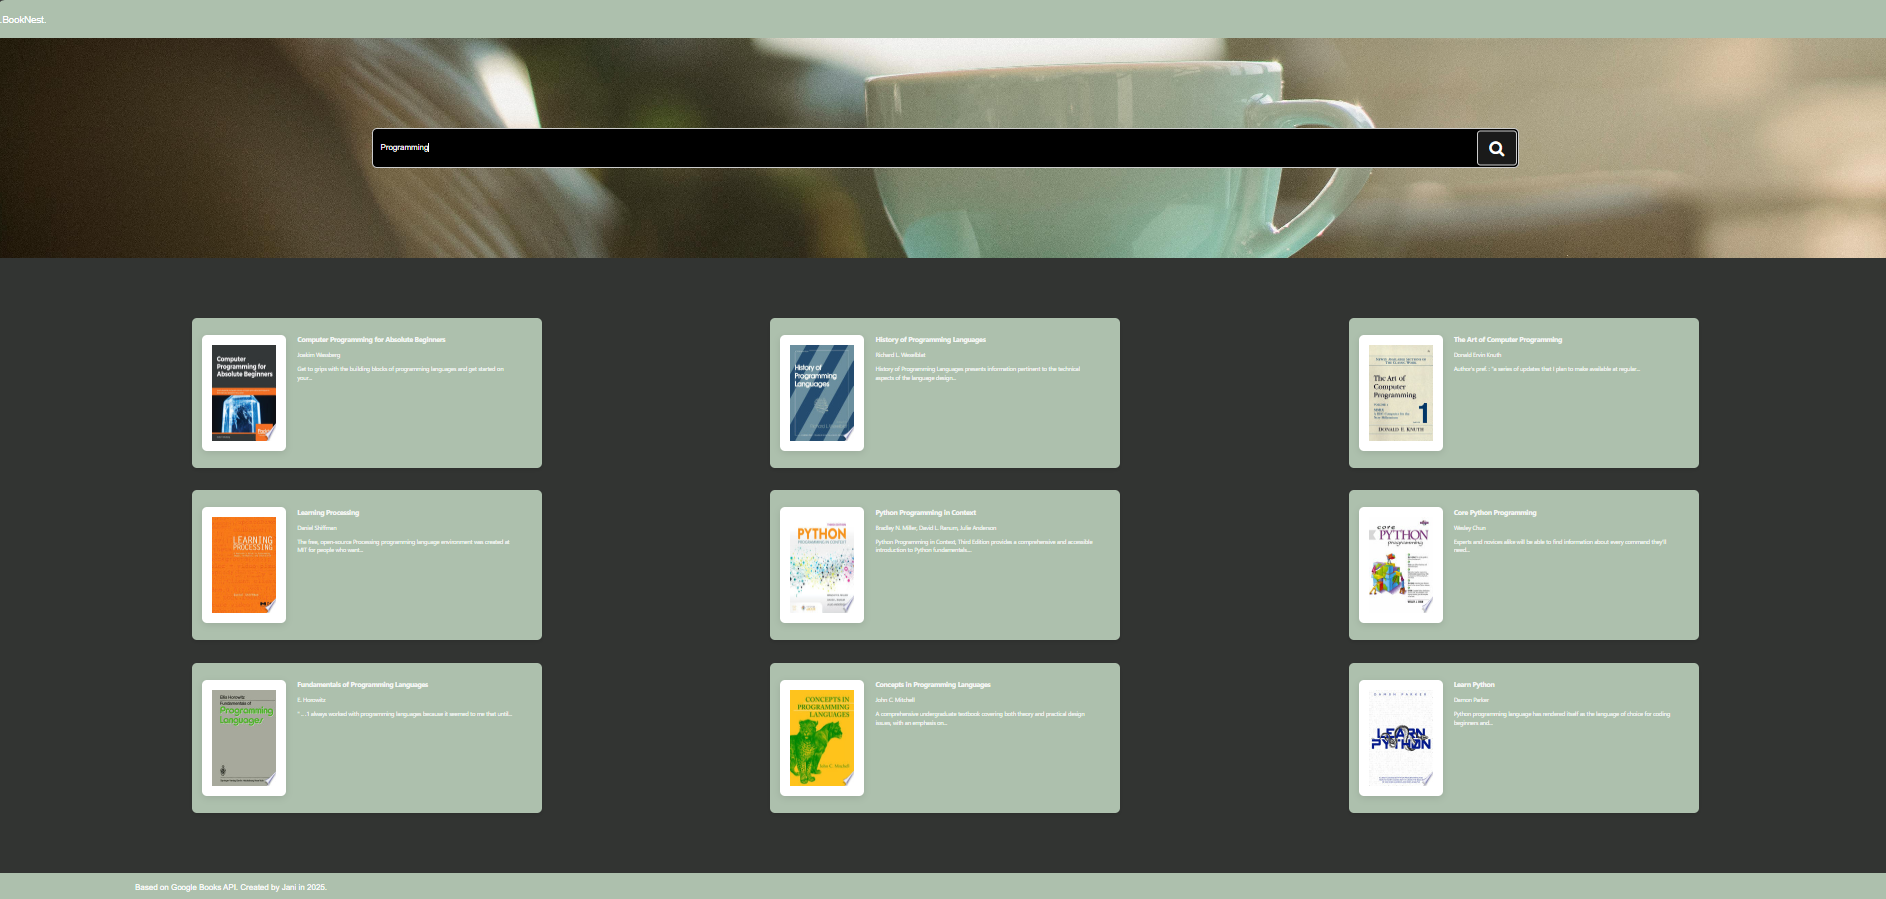 .BookNest.
Programming
Computer Programming for Absolute Beginners
Joakim Wassberg
Get to grips with the building blocks of programming languages and get started on
your...
Computer
Programming for
Absolute Beginners
History of Programming Languages
Richard L. Wexelblat
History of Programming Languages presents information pertinent to the technical
aspects of the language design...
History of
Programming
Languages
The Art of Computer Programming
Donald Ervin Knuth
Author's pref.: "a series of updates that I plan to make available at regular...
The Art of
Computer
Programming
1
DONALD E. KNUTH
Learning Processing
Daniel Shiffman
The free, open-source Processing programming language environment was created at
MIT for people who want...
LEARNING
PROCESSING
Python Programming in Context
Bradley N. Miller, David L. Ranum, Julie Anderson
Python Programming in Context, Third Edition provides a comprehensive and accessible
introduction to Python fundamentals...
PYTHON
PROGRAMMING IN CONTEXT
Core Python Programming
Wesley Chun
Experts and novices alike will be able to find information about every command they'll
need...
core
PYTHON
programming
Fundamentals of Programming Languages
E. Horowitz
" ... 'I always worked with programming languages because it seemed to me that until...
Ellis Horowitz
Fundamentals of
Programming
Languages
Concepts in Programming Languages
John C. Mitchell
A comprehensive undergraduate textbook covering both theory and practical design
issues, with an emphasis on...
CONCEPTS IN
PROGRAMMING
LANGUAGES
John C. Mitchell
Learn Python
Damon Parker
Python programming language has rendered itself as the language of choice for coding
beginners and...
DAMON PARKER
LEARN
PYTHON
Based on Google Books API. Created by Jani in 2025.